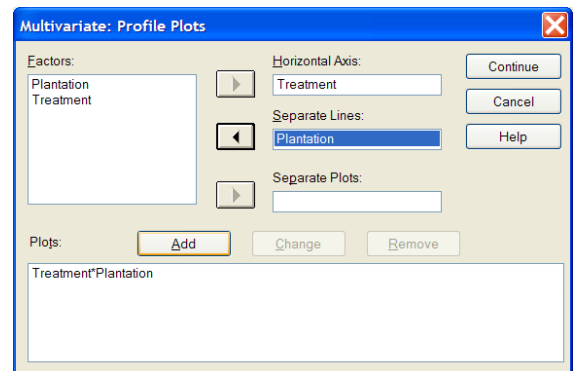 Multivariate: Profile Plots
Factors:
Plantation
Treatment
Horizontal Axis:
Treatment
Separate Lines:
Plantation
Separate Plots:
Continue
Cancel
Help
Plots:
Add
Change
Remove
Treatment*Plantation